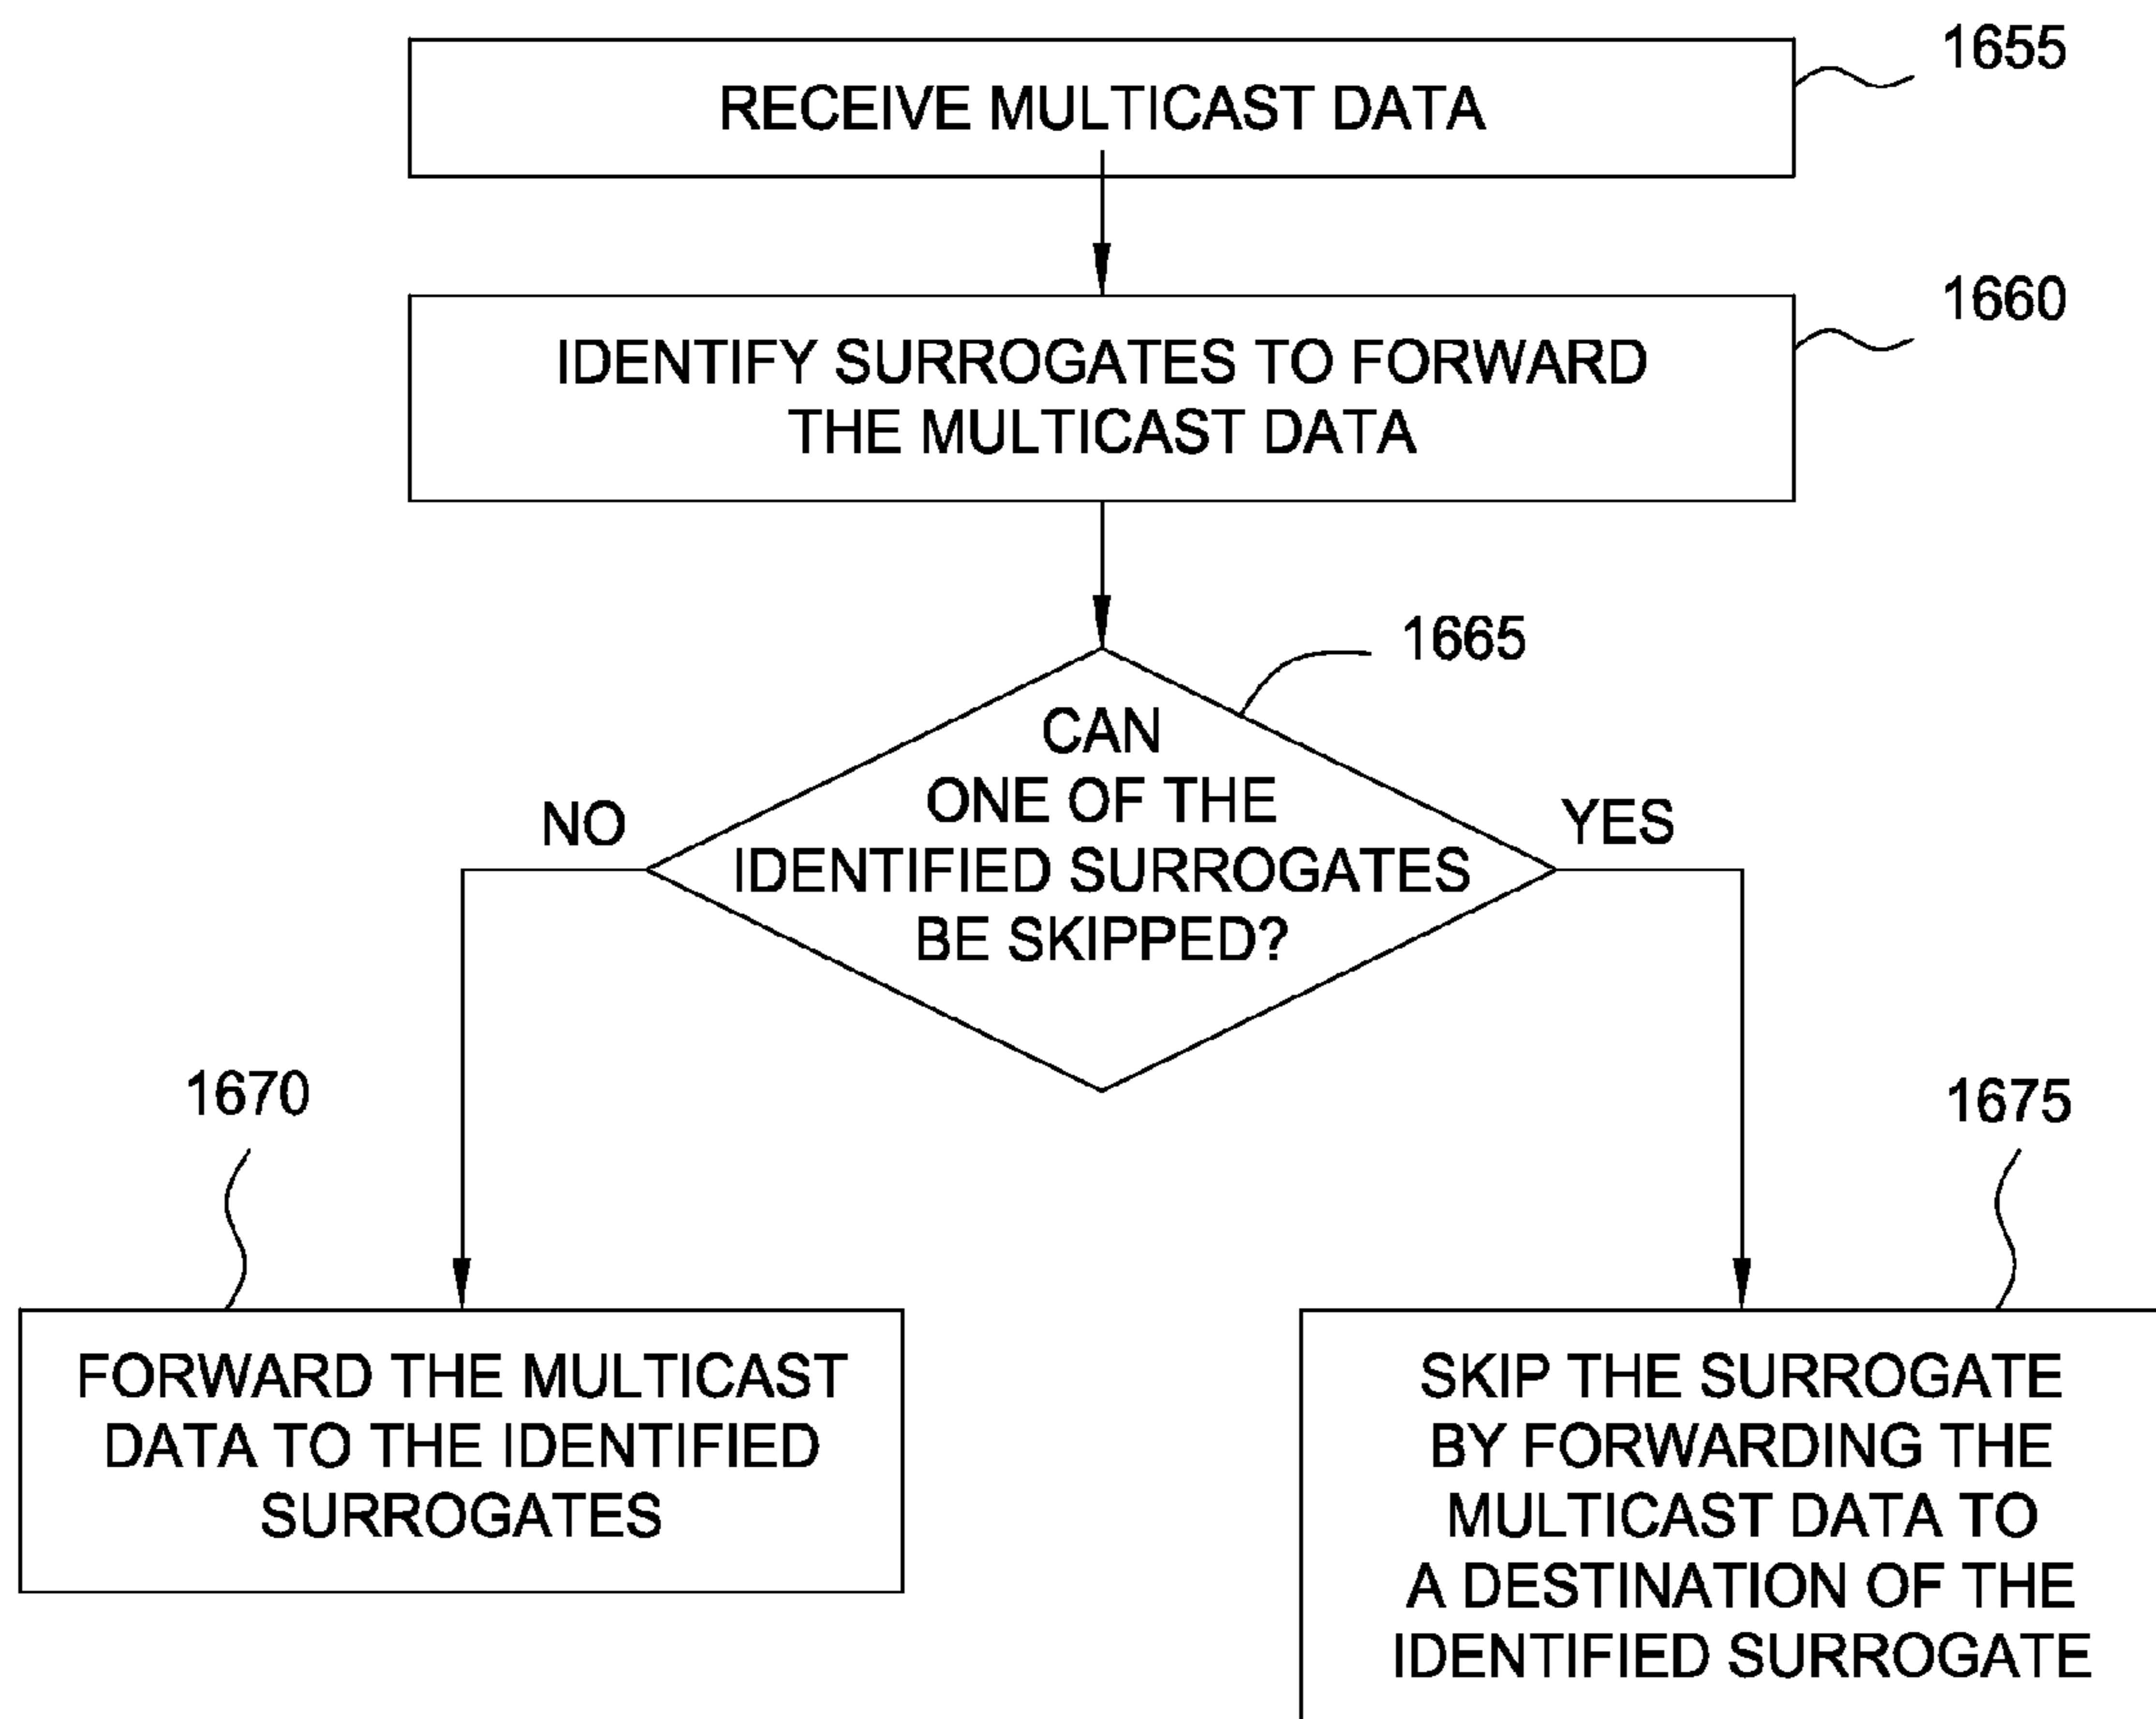 RECEIVE MULTICAST DATA
1655
IDENTIFY SURROGATES TO FORWARD
THE MULTICAST DATA
1660
1665
CAN
ONE OF THE
IDENTIFIED SURROGATES
BE SKIPPED?
NO
YES
1670
1675
FORWARD THE MULTICAST
DATA TO THE IDENTIFIED
SURROGATES
SKIP THE SURROGATE
BY FORWARDING THE
MULTICAST DATA TO
A DESTINATION OF THE
IDENTIFIED SURROGATE